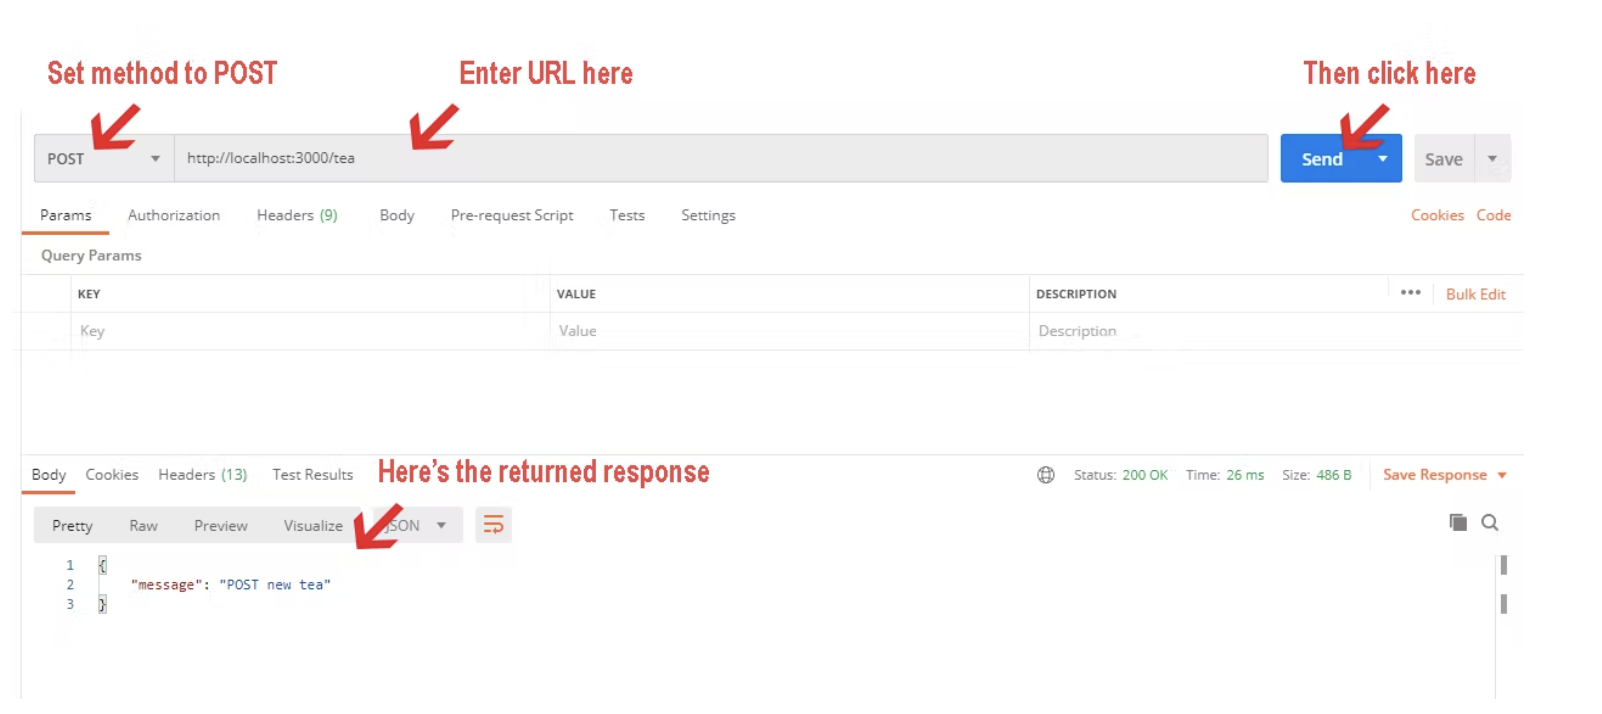 Set method to POST Enter URL here Then click here
POST http://localhost:3000/tea Send Save
Params Authorization Headers (9) Body Pre-request Script Tests Settings Cookies Code
Query Params
KEY VALUE DESCRIPTION ••• Bulk Edit
Key Value Description
Body Cookies Headers (13) Test Results Here's the returned response Status: 200 OK Time: 26 ms Size: 486 B Save Response
Pretty Raw Preview Visualize JSON
1 {
2 "message": "POST new tea"
3 }